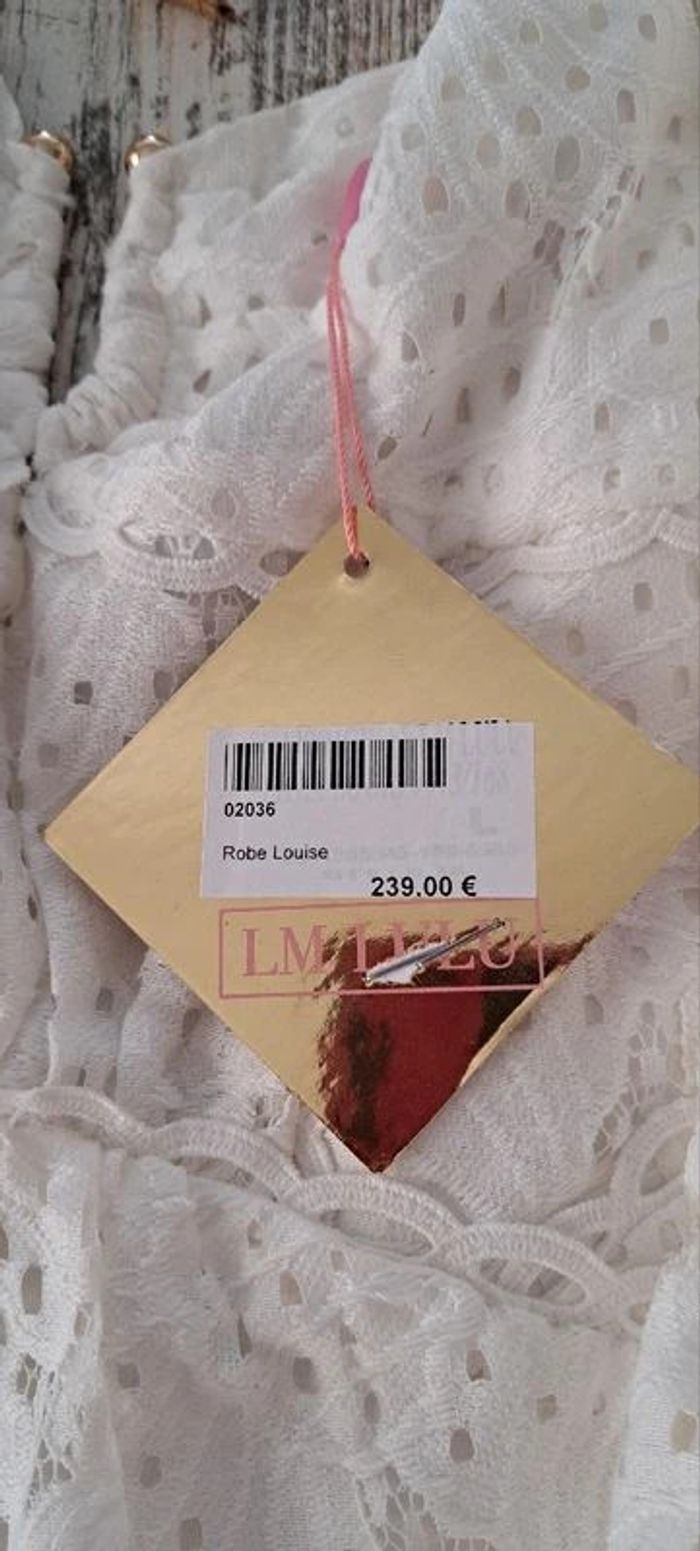 02036
Robe Louise
239.00 €
LM LULU